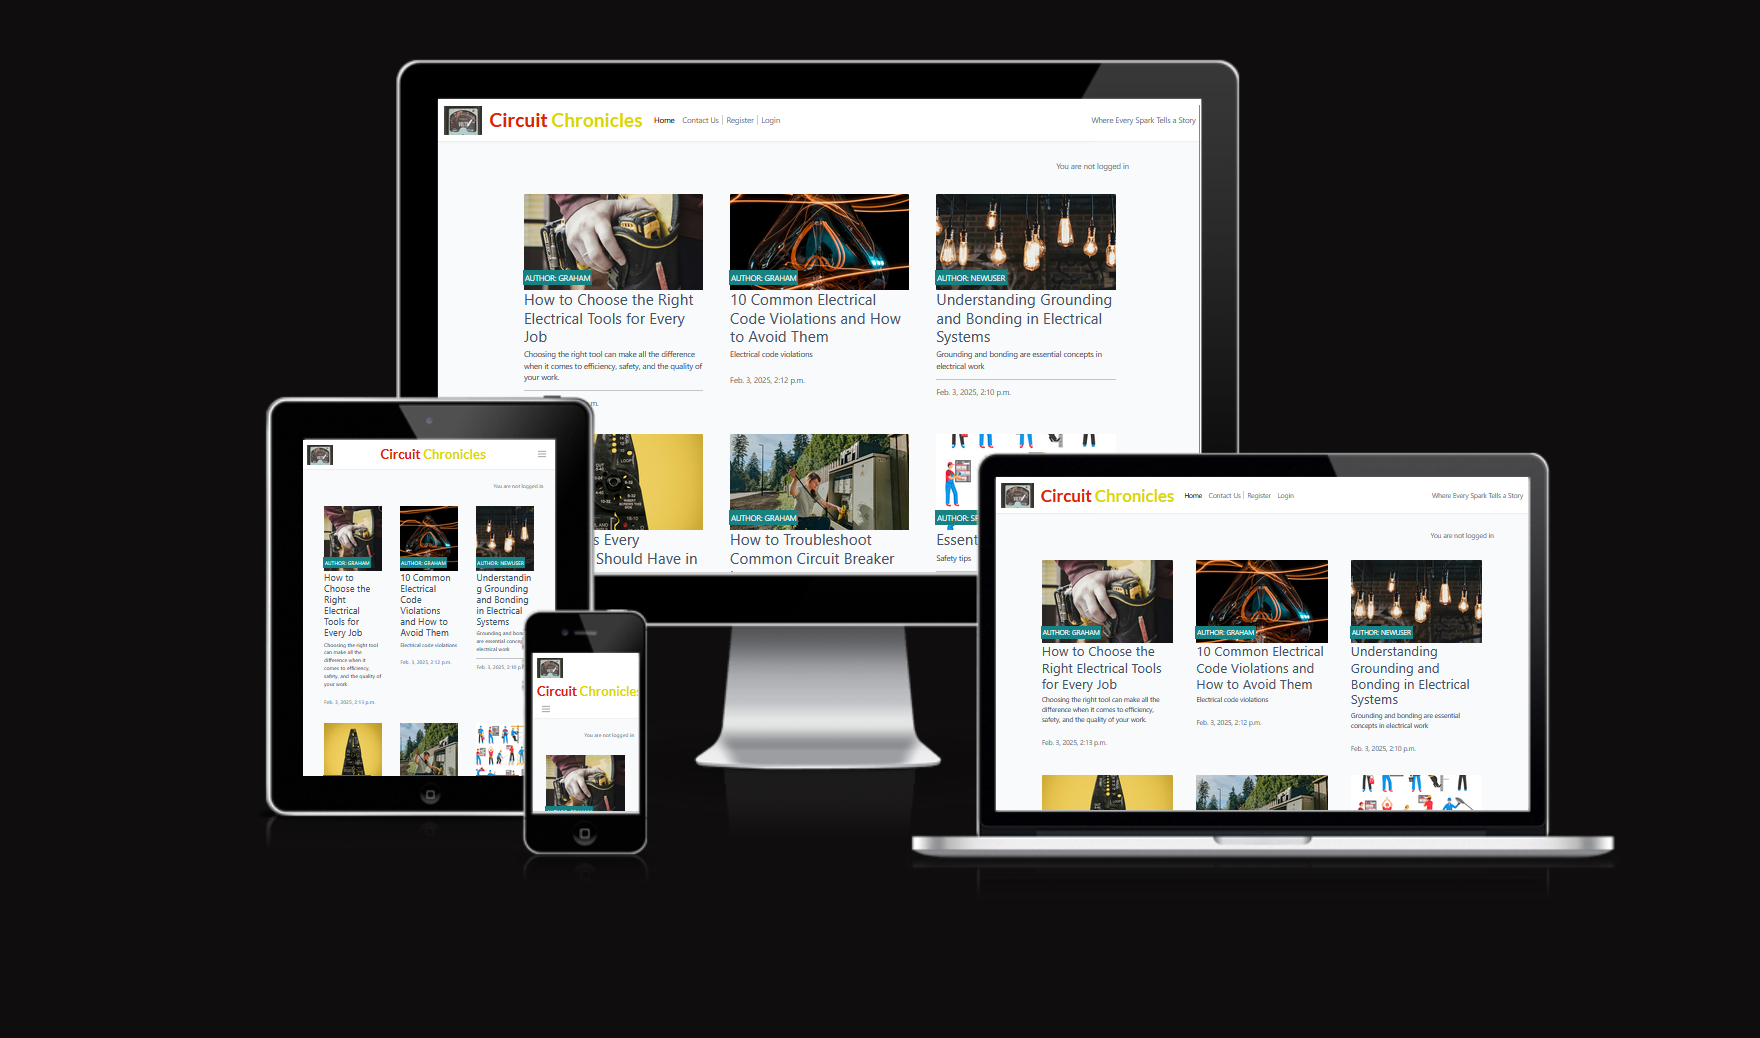 Circuit Chronicles Home Contact Us Register Login Where Every Spark Tells a Story
You are not logged in
AUTHOR: GRAHAM AUTHOR: GRAHAM AUTHOR: NEWUSER
How to Choose the Right
Electrical Tools for Every
Job
Choosing the right tool can make all the difference
when it comes to efficiency, safety, and the quality of
your work.
m.
10 Common Electrical
Code Violations and How
to Avoid Them
Electrical code violations
Feb. 3, 2025, 2:12 p.m.
Understanding Grounding
and Bonding in Electrical
Systems
Grounding and bonding are essential concepts in
electrical work
Feb. 3, 2025, 2:10 p.m.
s Every
Should Have in
AUTHOR: GRAHAM
How to Troubleshoot
Common Circuit Breaker
AUTHOR: SF
Essent
Safety tips
Circuit Chronicles
You are not logged in
AUTHOR: GRAHAM AUTHOR: GRAHAM AUTHOR: NEWUSER
How to
Choose the
Right
Electrical
Tools for
Every Job
Choosing the right tool
can make all the
difference when it
comes to efficiency,
safety, and the quality of
your work
Feb. 3, 2025, 2:13 p.m.
10 Common
Electrical
Code
Violations
and How to
Avoid Them
Electrical code violations
Feb. 3, 2025, 2:12 p.m.
Understandin
g Grounding
and Bonding
in Electrical
Systems
Grounding and bon
are essential concep
electrical work
Feb. 3, 2025, 2:10 p
Circuit Chronicles
You are not logged in
Circuit Chronicles Home Contact Us Register Login Where Every Spark Tells a Story
You are not logged in
AUTHOR: GRAHAM AUTHOR: GRAHAM AUTHOR: NEWUSER
How to Choose the
Right Electrical Tools
for Every Job
Choosing the right tool can make all the
difference when it comes to efficiency,
safety, and the quality of your work.
Feb. 3, 2025, 2:13 p.m.
10 Common Electrical
Code Violations and
How to Avoid Them
Electrical code violations
Feb. 3, 2025, 2:12 p.m.
Understanding
Grounding and
Bonding in Electrical
Systems
Grounding and bonding are essential
concepts in electrical work
Feb. 3, 2025, 2:10 p.m.